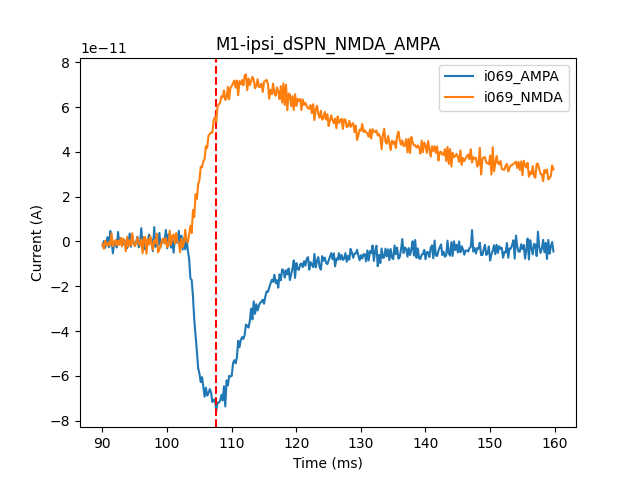 M1-ipsi_dSPN_NMDA_AMPA
1e−11
8
6
4
2
0
−2
−4
−6
−8
Current (A)
i069_AMPA
i069_NMDA
90 100 110 120 130 140 150 160
Time (ms)